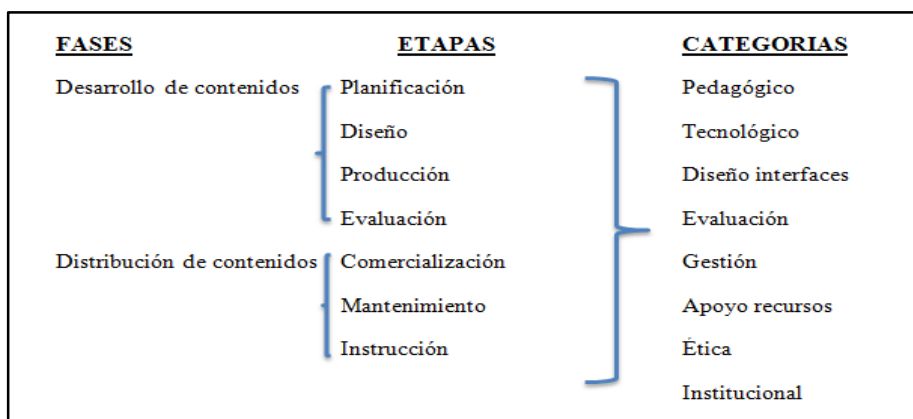 FASES ETAPAS CATEGORIAS
Desarrollo de contenidos Planificación Pedagógico
Diseño Tecnológico
Producción Diseño interfaces
Evaluación Evaluación
Distribución de contenidos Comercialización Gestión
Mantenimiento Apoyo recursos
Instrucción Ética
Institucional